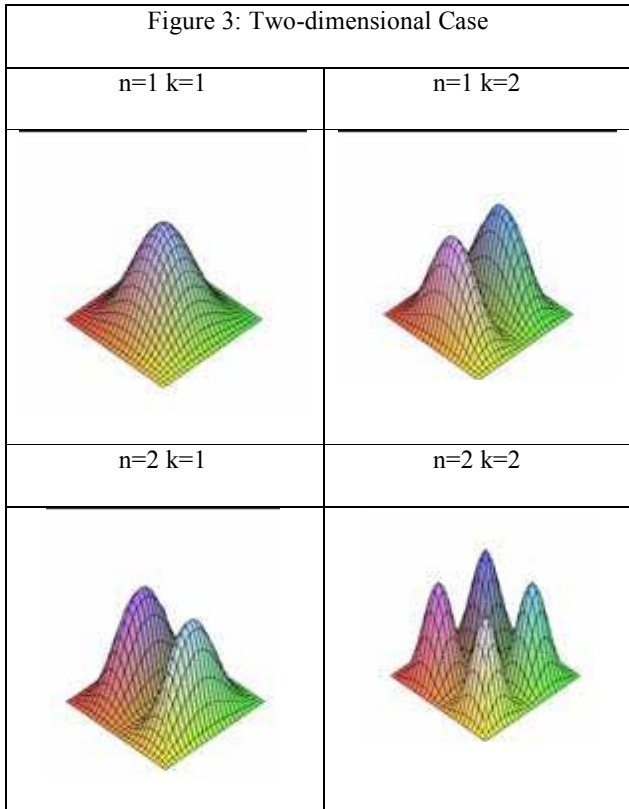 Figure 3: Two-dimensional Case
n=1 k=1
n=1 k=2
n=2 k=1
n=2 k=2